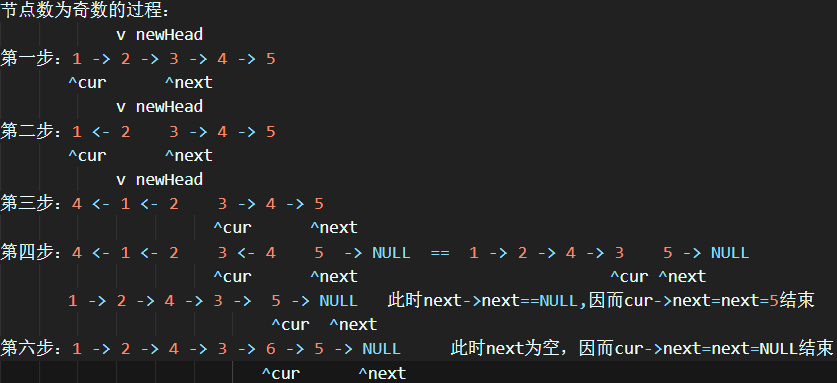 节点数为奇数的过程:
v newHead
第一步: 1 -> 2 -> 3 -> 4 -> 5
^cur ^next
v newHead
第二步: 1 <- 2 3 -> 4 -> 5
^cur ^next
v newHead
第三步: 4 <- 1 <- 2 3 -> 4 -> 5
^cur ^next
第四步: 4 <- 1 <- 2 3 <- 4 5 -> NULL == 1 -> 2 -> 4 -> 3 5 -> NULL
^cur ^next ^cur ^next
1 -> 2 -> 4 -> 3 -> 5 -> NULL 此时next->next==NULL,因而cur->next=next=5结束
^cur ^next
第六步: 1 -> 2 -> 4 -> 3 -> 6 -> 5 -> NULL 此时next为空，因而cur->next=next=NULL结束
^cur ^next